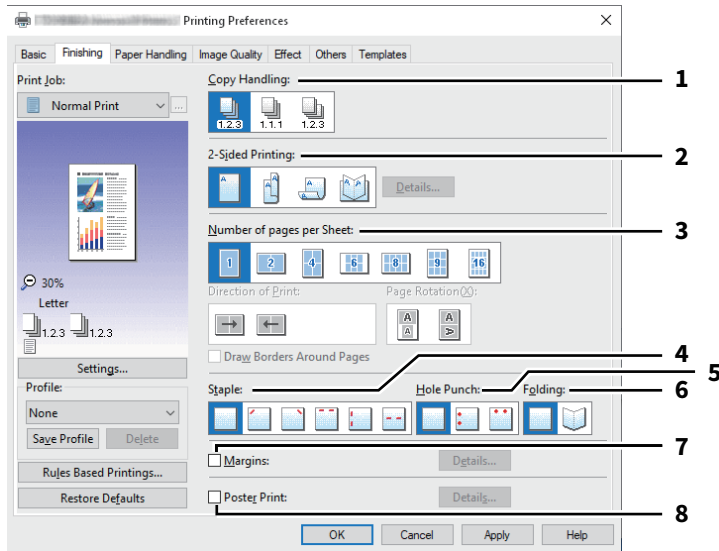 Printing Preferences
Basic Finishing Paper Handling Image Quality Effect Others Templates
Print Job:
Normal Print ...
30%
Letter
1.2.3 1.2.3
Settings...
Profile:
None
Save Profile Delete
Rules Based Printings...
Restore Defaults
Copy Handling: 1
1.2.3 1.1.1 1.2.3
2-Sided Printing: 2
A A A A A Details...
Number of pages per Sheet: 3
1 2 4 6 8 9 16
Direction of Print: Page Rotation(X):
A A
A A
Draw Borders Around Pages
Staple: 4 Hole Punch: 5 Folding: 6
Margins: Details... 7
Poster Print: Details... 8
OK Cancel Apply Help